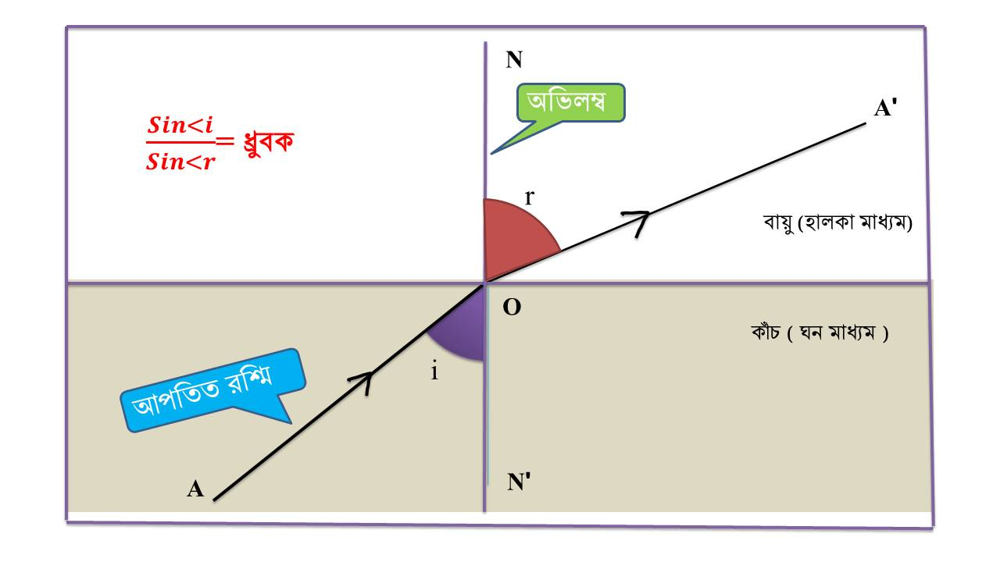 N
অভিলম্ব
A'
Sin<i
Sin<r
= ধ্রুবক
r
বায়ু (হালকা মাধ্যম)
O
কাঁচ ( ঘন মাধ্যম )
i
আপতিত রশ্মি
N'
A